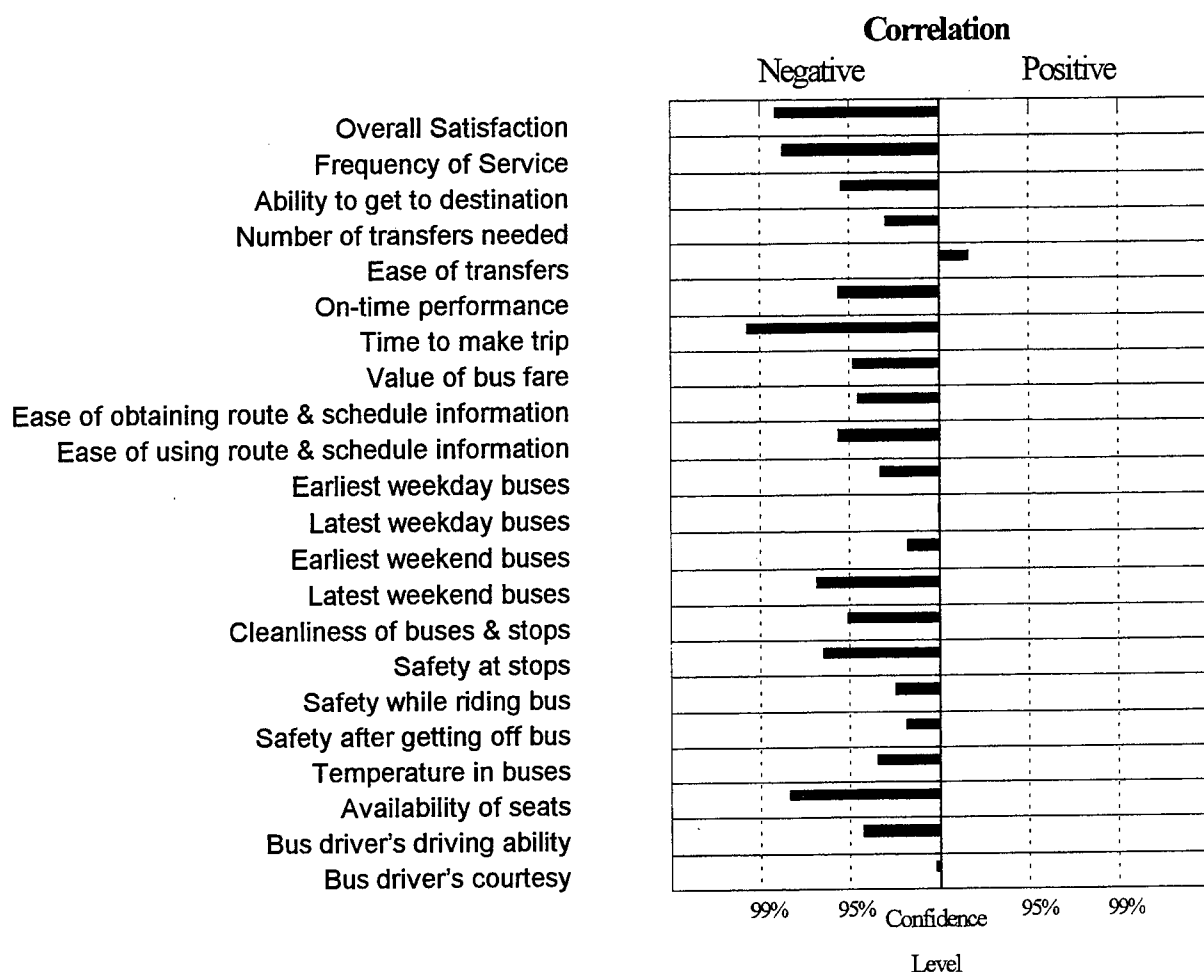 Correlation
Negative Positive
Overall Satisfaction
Frequency of Service
Ability to get to destination
Number of transfers needed
Ease of transfers
On-time performance
Time to make trip
Value of bus fare
Ease of obtaining route & schedule information
Ease of using route & schedule information
Earliest weekday buses
Latest weekday buses
Earliest weekend buses
Latest weekend buses
Cleanliness of buses & stops
Safety at stops
Safety while riding bus
Safety after getting off bus
Temperature in buses
Availability of seats
Bus driver's driving ability
Bus driver's courtesy
99% 95% Confidence 95% 99%
Level